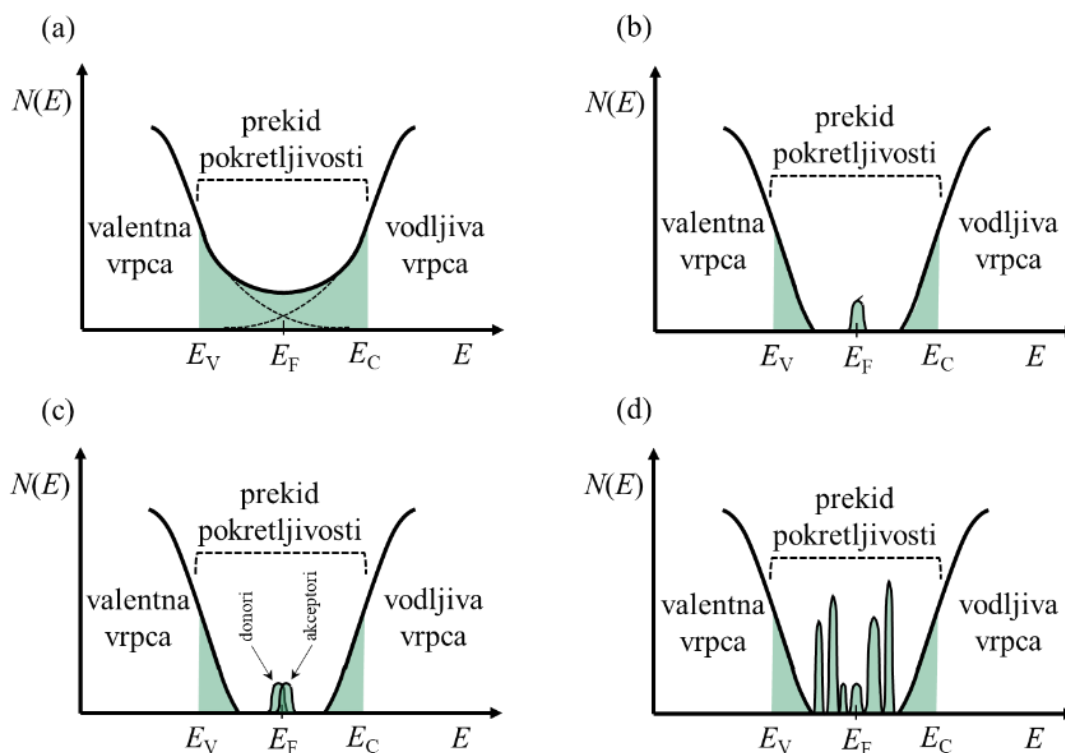 (a)
N(E)
prekid
pokretljivosti
valentna
vrpca
vodljiva
vrpca
E_V
E_F
E_C
E
(b)
N(E)
prekid
pokretljivosti
valentna
vrpca
vodljiva
vrpca
E_V
E_F
E_C
E
(c)
N(E)
prekid
pokretljivosti
valentna
vrpca
donori
akceptori
vodljiva
vrpca
E_V
E_F
E_C
E
(d)
N(E)
prekid
pokretljivosti
valentna
vrpca
vodljiva
vrpca
E_V
E_F
E_C
E